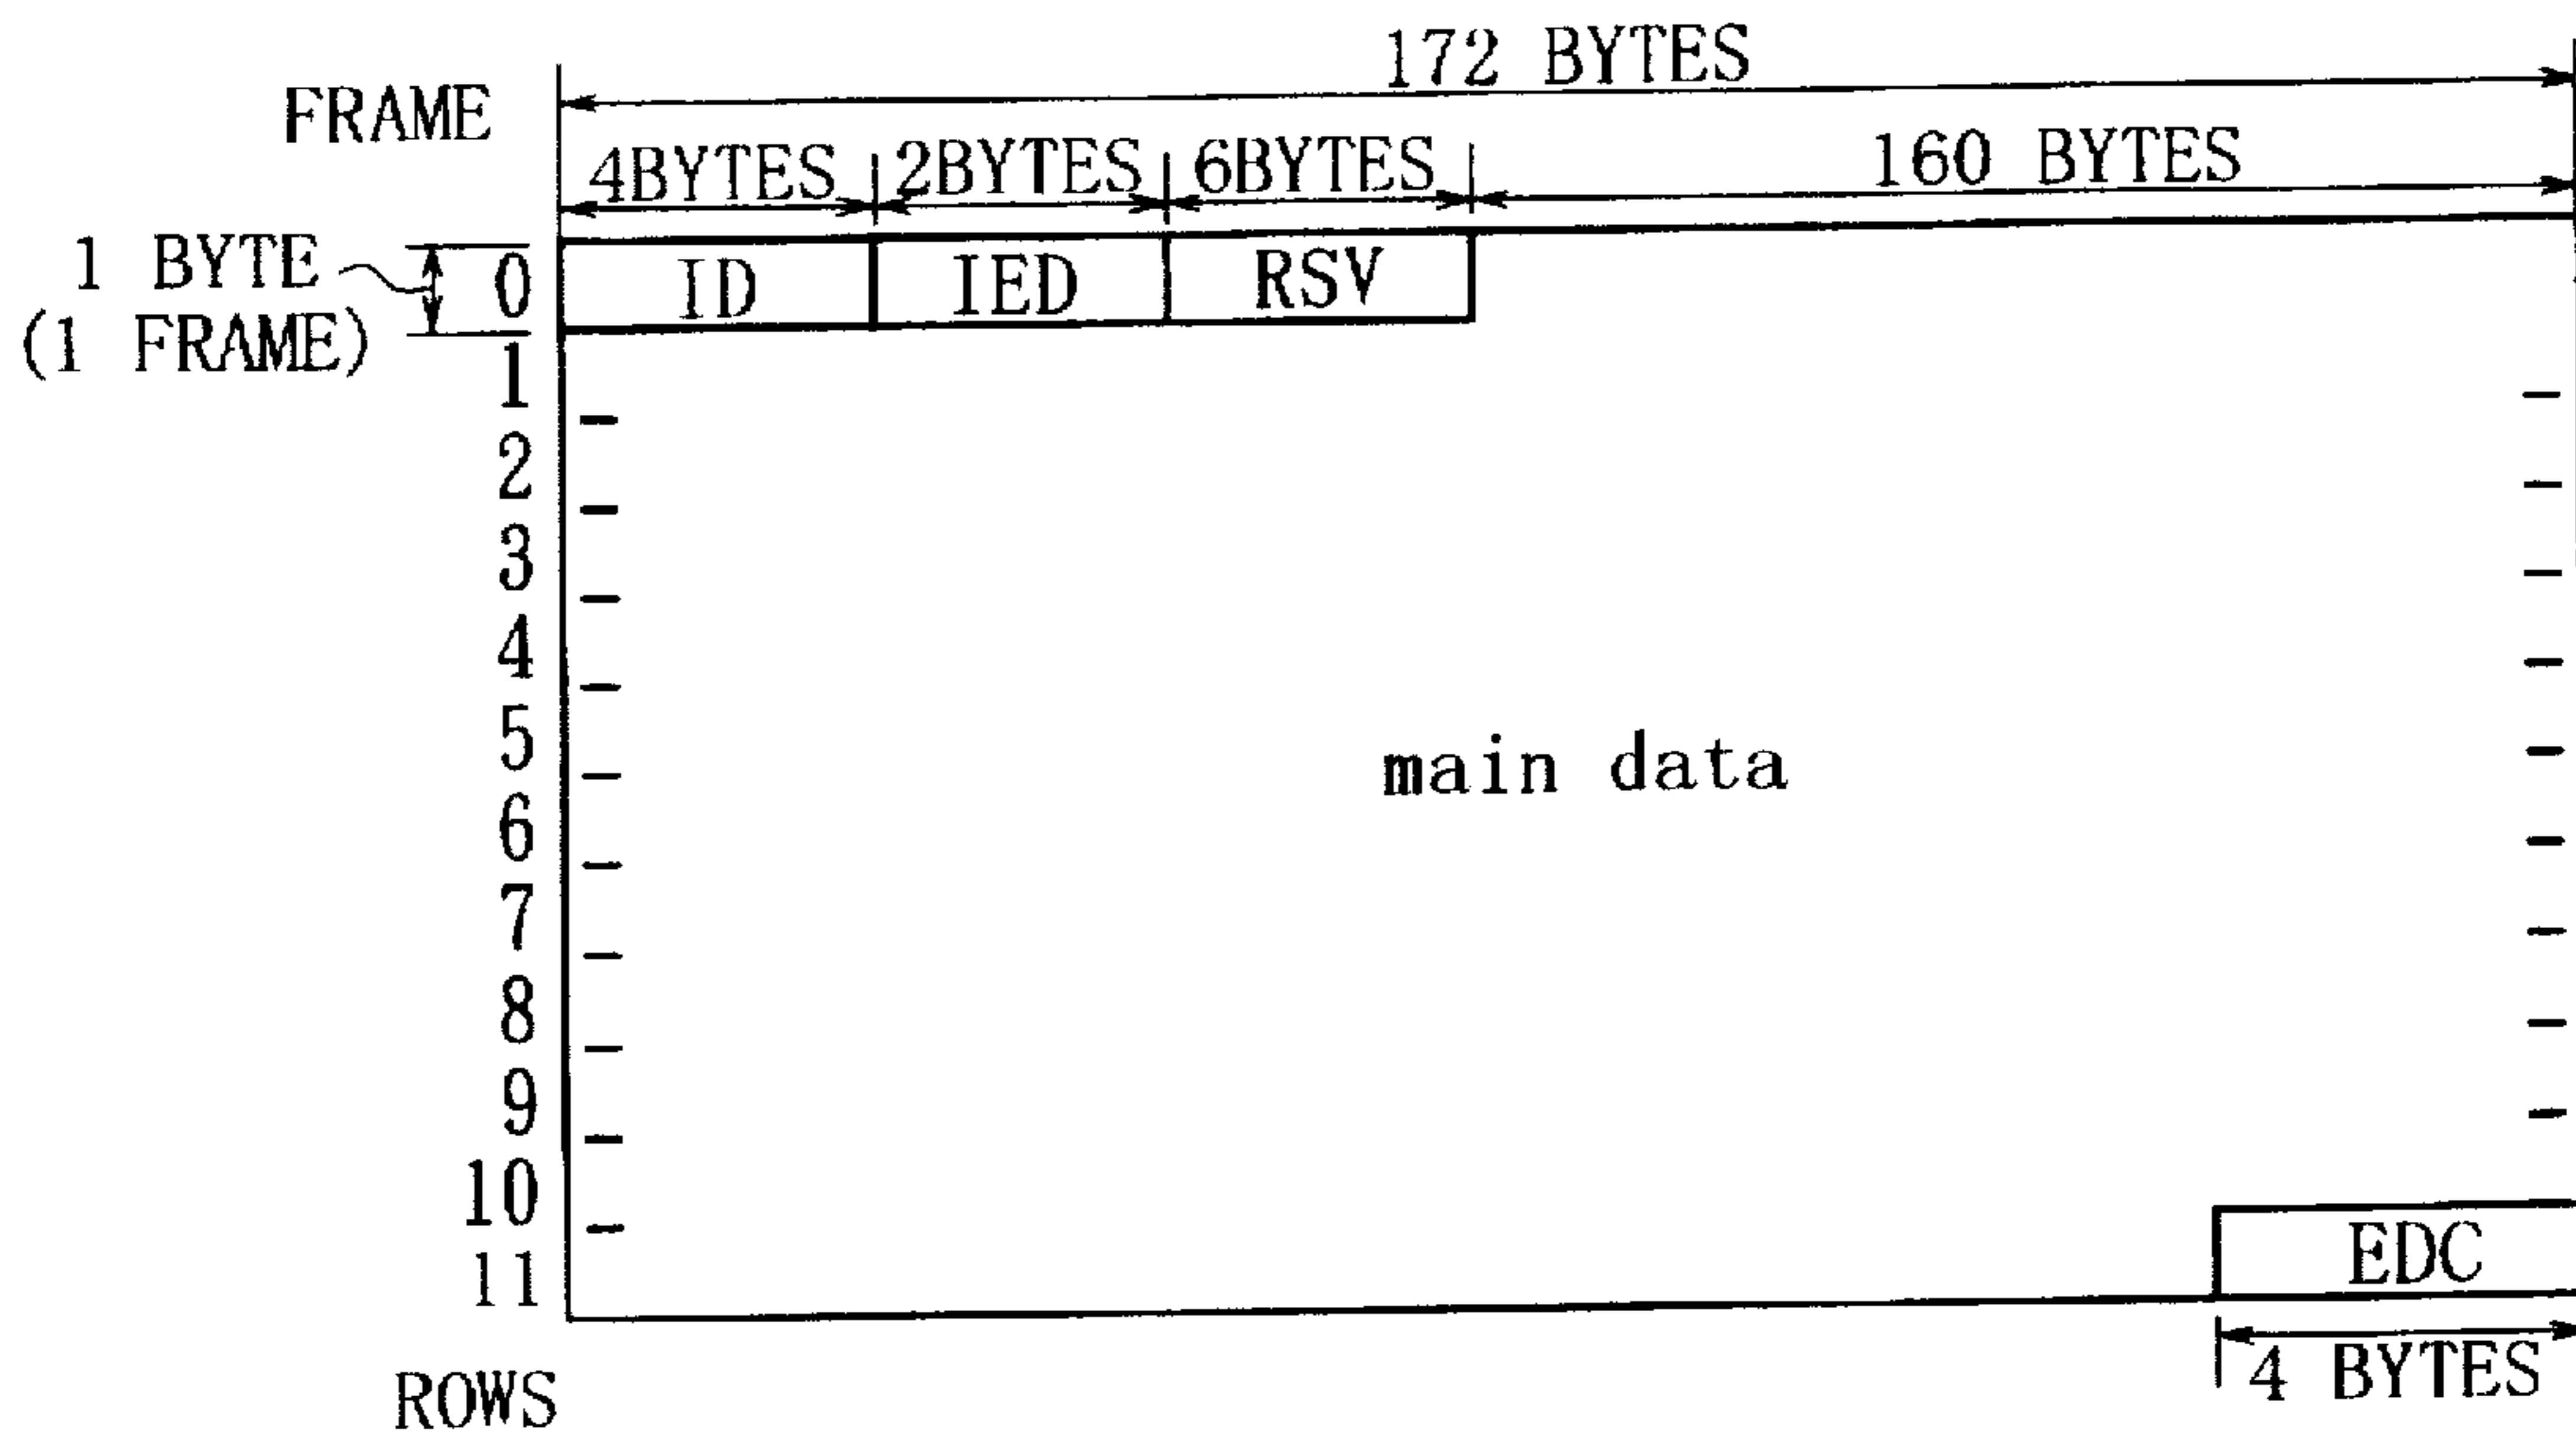 172 BYTES
FRAME
4BYTES 2BYTES 6BYTES 160 BYTES
1 BYTE
(1 FRAME)
0 ID IED RSV
1
2
3
4
5 main data
6
7
8
9
10
11 EDC
4 BYTES
ROWS